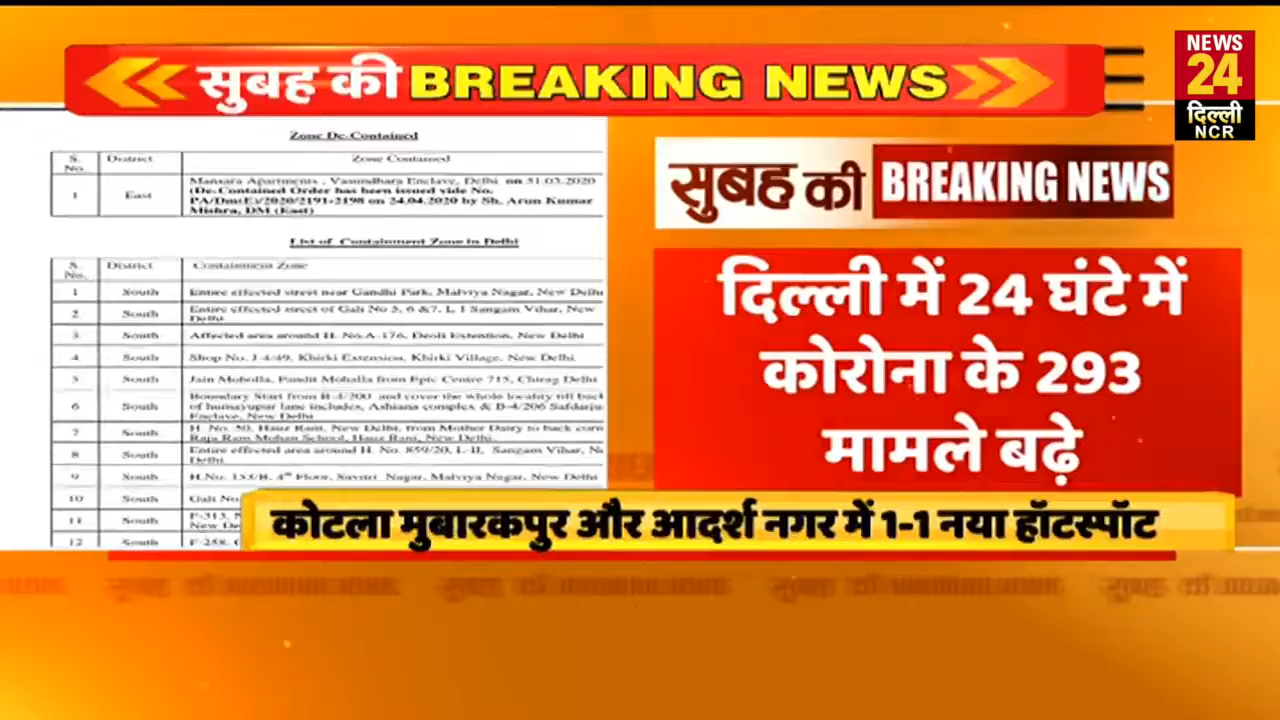 सुबह की BREAKING NEWS
NEWS
24
दिल्ली
NCR
Zone De-Contained
S. No. District Zone Contained
1 East Mansara Apartments , Vasundhara Enclave, Delhi on 31.03.2020
(De-Contained Order has been issued vide No.
PA/Dm(E)/2020/2191-2198 on 24.04.2020 by Sh. Arun Kumar
Mishra, DM (East)
List of Containment Zone in Delhi
S. No. District Containment Zone
1 South Entire effected street near Gandhi Park, Malviya Nagar, New Delhi
2 South Entire effected street of Gali No 5, 6 &7, L 1 Sangam Vihar, New
Delhi
3 South Affected area around H. No.A-176, Deoli Extention, New Delhi
4 South Shop No. J-4/49, Khirki Extension, Khirki Village, New Delhi
5 South Jain Moholla, Pandit Mohalla from Epic Centre 715, Chirag Delhi
6 South Boundary Start from B-4/200 and cover the whole locality till back
of humayupur lane includes, Ashiana complex & B-4/206 Safdarju
Enclave, New Delhi
7 South H. No. 50, Hauz Rani, New Delhi, from Mother Dairy to back corn
Raja Ram Mohan School, Hauz Rani, New Delhi.
8 South Entire effected area around H. No. 859/20, L-II, Sangam Vihar, N
Delhi.
9 South H.No. 4th Floor, Savitri Nagar, Malviya Nagar, New Delhi
10 South Gali No
11 South New De
12 South
सुबह की BREAKING NEWS
दिल्ली में 24 घंटे में
कोरोना के 293
मामले बढ़े
कोटला मुबारकपुर और आदर्श नगर में 1-1 नया हॉटस्पॉट